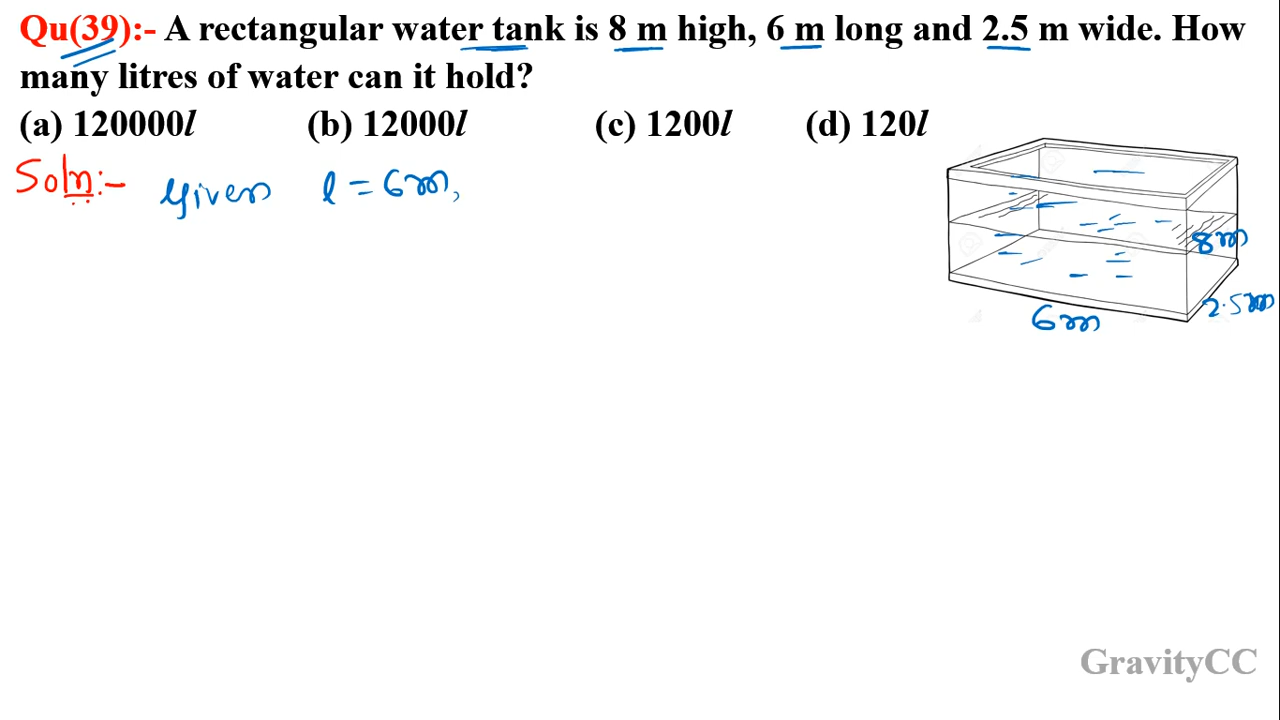 Qu(39):- A rectangular water tank is 8 m high, 6 m long and 2.5 m wide. How
many litres of water can it hold?
(a) 120000l (b) 12000l (c) 1200l (d) 120l
Soln:- Given l = 6m,
8m
2.5m
6m
GravityCC